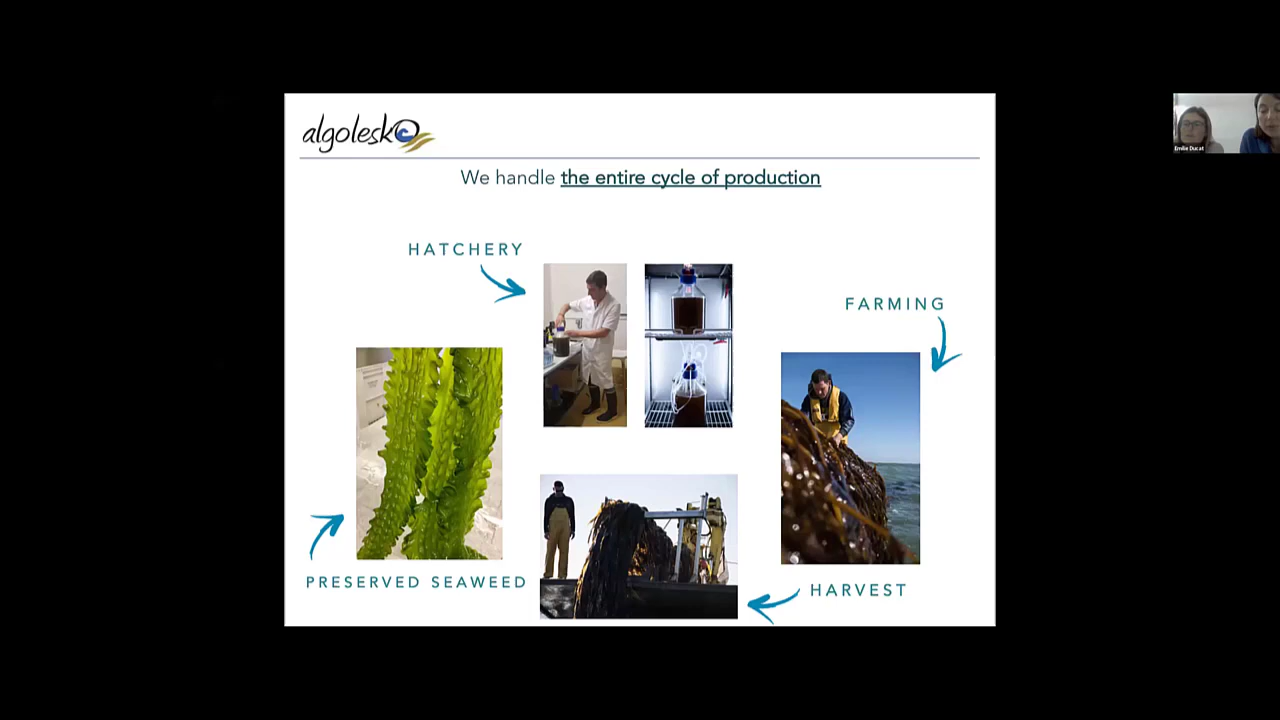 algolesko
We handle the entire cycle of production
HATCHERY
FARMING
PRESERVED SEAWEED
HARVEST
Emilie Ducat